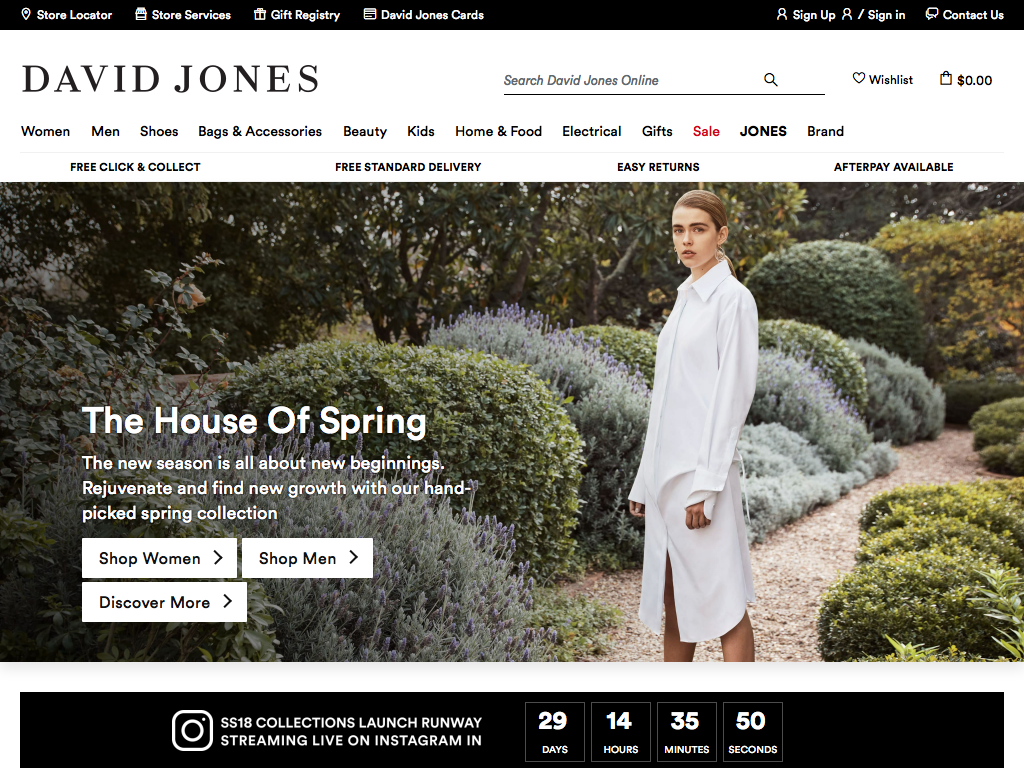 Store Locator Store Services Gift Registry David Jones Cards Sign Up / Sign in Contact Us
DAVID JONES
Search David Jones Online Wishlist $0.00
Women Men Shoes Bags & Accessories Beauty Kids Home & Food Electrical Gifts Sale JONES Brand
FREE CLICK & COLLECT FREE STANDARD DELIVERY EASY RETURNS AFTERPAY AVAILABLE
The House Of Spring
The new season is all about new beginnings.
Rejuvenate and find new growth with our hand-
picked spring collection
Shop Women Shop Men
Discover More
SS18 COLLECTIONS LAUNCH RUNWAY
STREAMING LIVE ON INSTAGRAM IN
29 14 35 50
DAYS HOURS MINUTES SECONDS